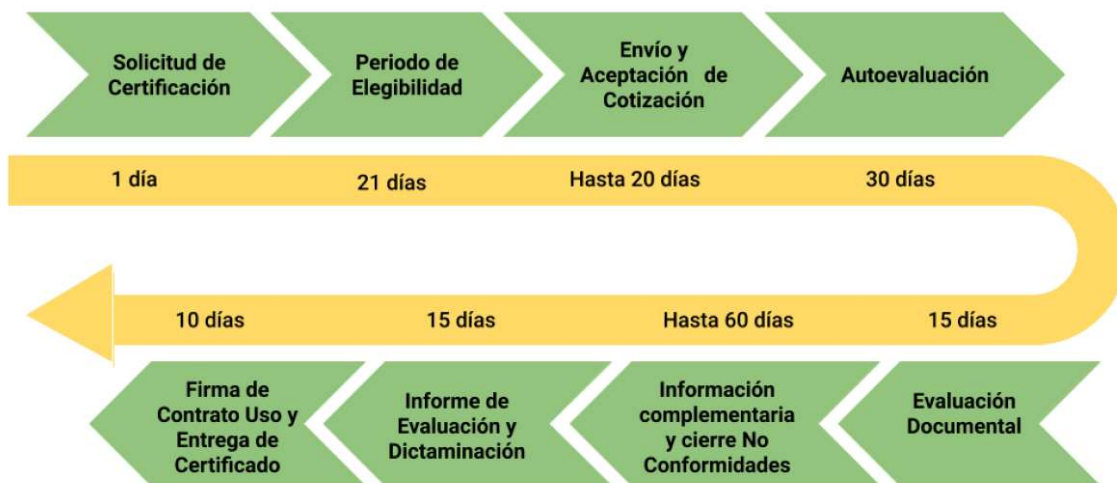 Solicitud de
Certificación
Periodo de
Elegibilidad
Envío y
Aceptación de
Cotización
Autoevaluación
1 día
21 días
Hasta 20 días
30 días
10 días
15 días
Hasta 60 días
15 días
Firma de
Contrato Uso y
Entrega de
Certificado
Informe de
Evaluación y
Dictaminación
Información
complementaria
y cierre No
Conformidades
Evaluación
Documental